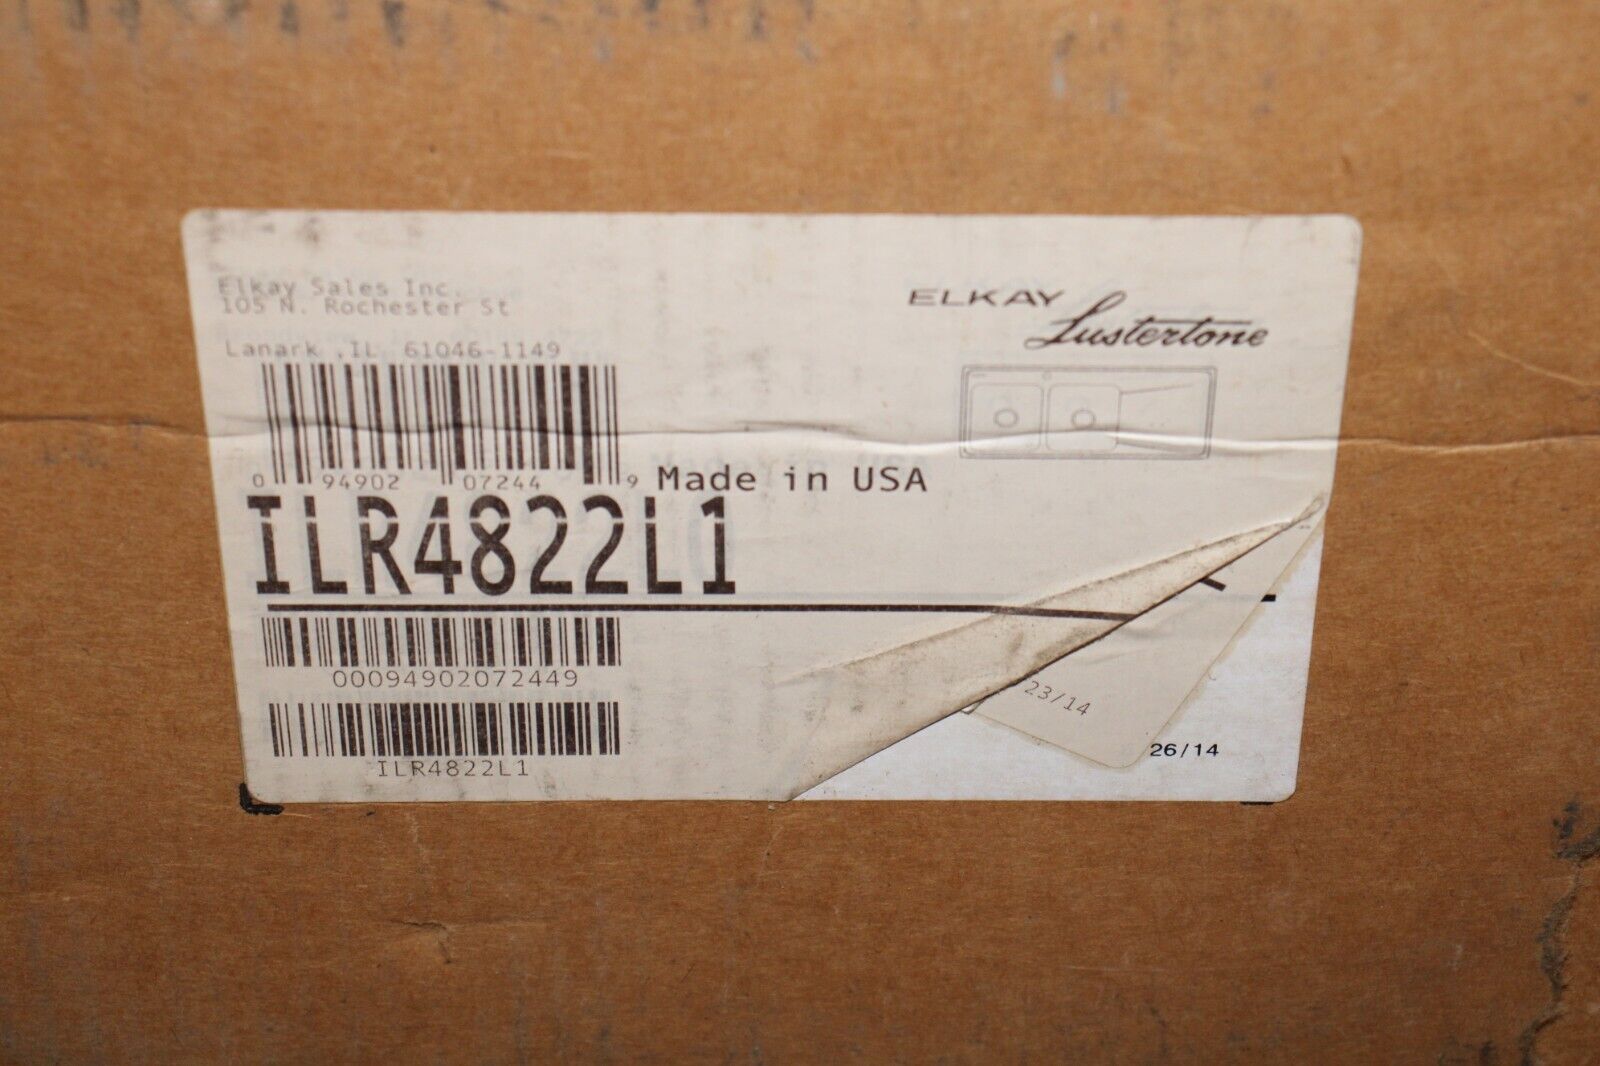 Elkay Sales Inc.
105 N. Rochester St
Lanark ,IL 61046-1149
ELKAY
Lustertone
0 94902 07244 9
Made in USA
ILR4822L1
00094902072449
ILR4822L1
23/14
26/14